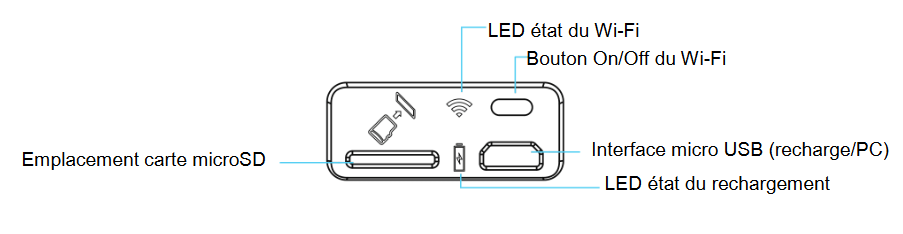 LED état du Wi-Fi
Bouton On/Off du Wi-Fi
Emplacement carte microSD
Interface micro USB (recharge/PC)
LED état du rechargement